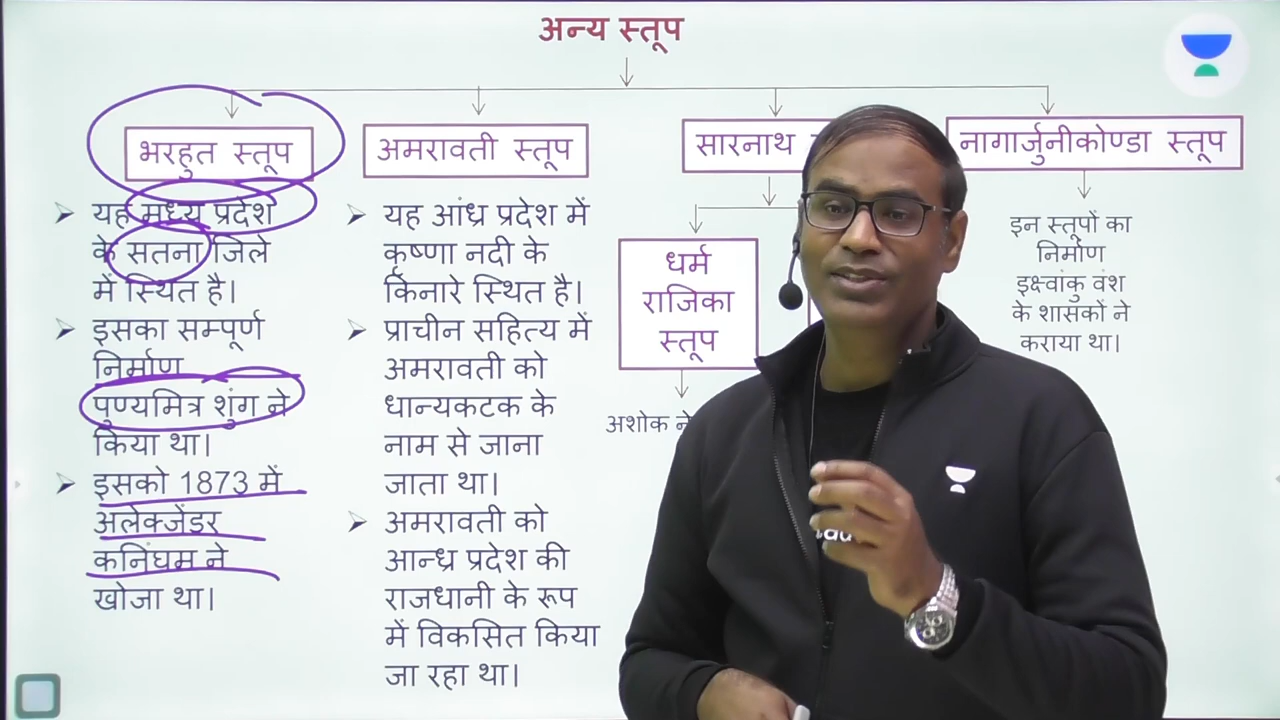 अन्य स्तूप
भरहुत स्तूप
यह मध्य प्रदेश
के सतना जिले
में स्थित है।
इसका सम्पूर्ण
निर्माण
पुण्यमित्र शुंग ने
किया था।
इसको 1873 में
अलेक्जेंडर
कनिंघम ने
खोजा था।
अमरावती स्तूप
यह आंध्र प्रदेश में
कृष्णा नदी के
किनारे स्थित है।
प्राचीन सहित्य में
अमरावती को
धान्यकटक के
नाम से जाना
जाता था।
अमरावती को
आन्ध्र प्रदेश की
राजधानी के रूप
में विकसित किया
जा रहा था।
सारनाथ
धर्म
राजिका
स्तूप
अशोक ने
नागार्जुनीकोण्डा स्तूप
इन स्तूपों का
निर्माण
इक्ष्वांकु वंश
के शासकों ने
कराया था।